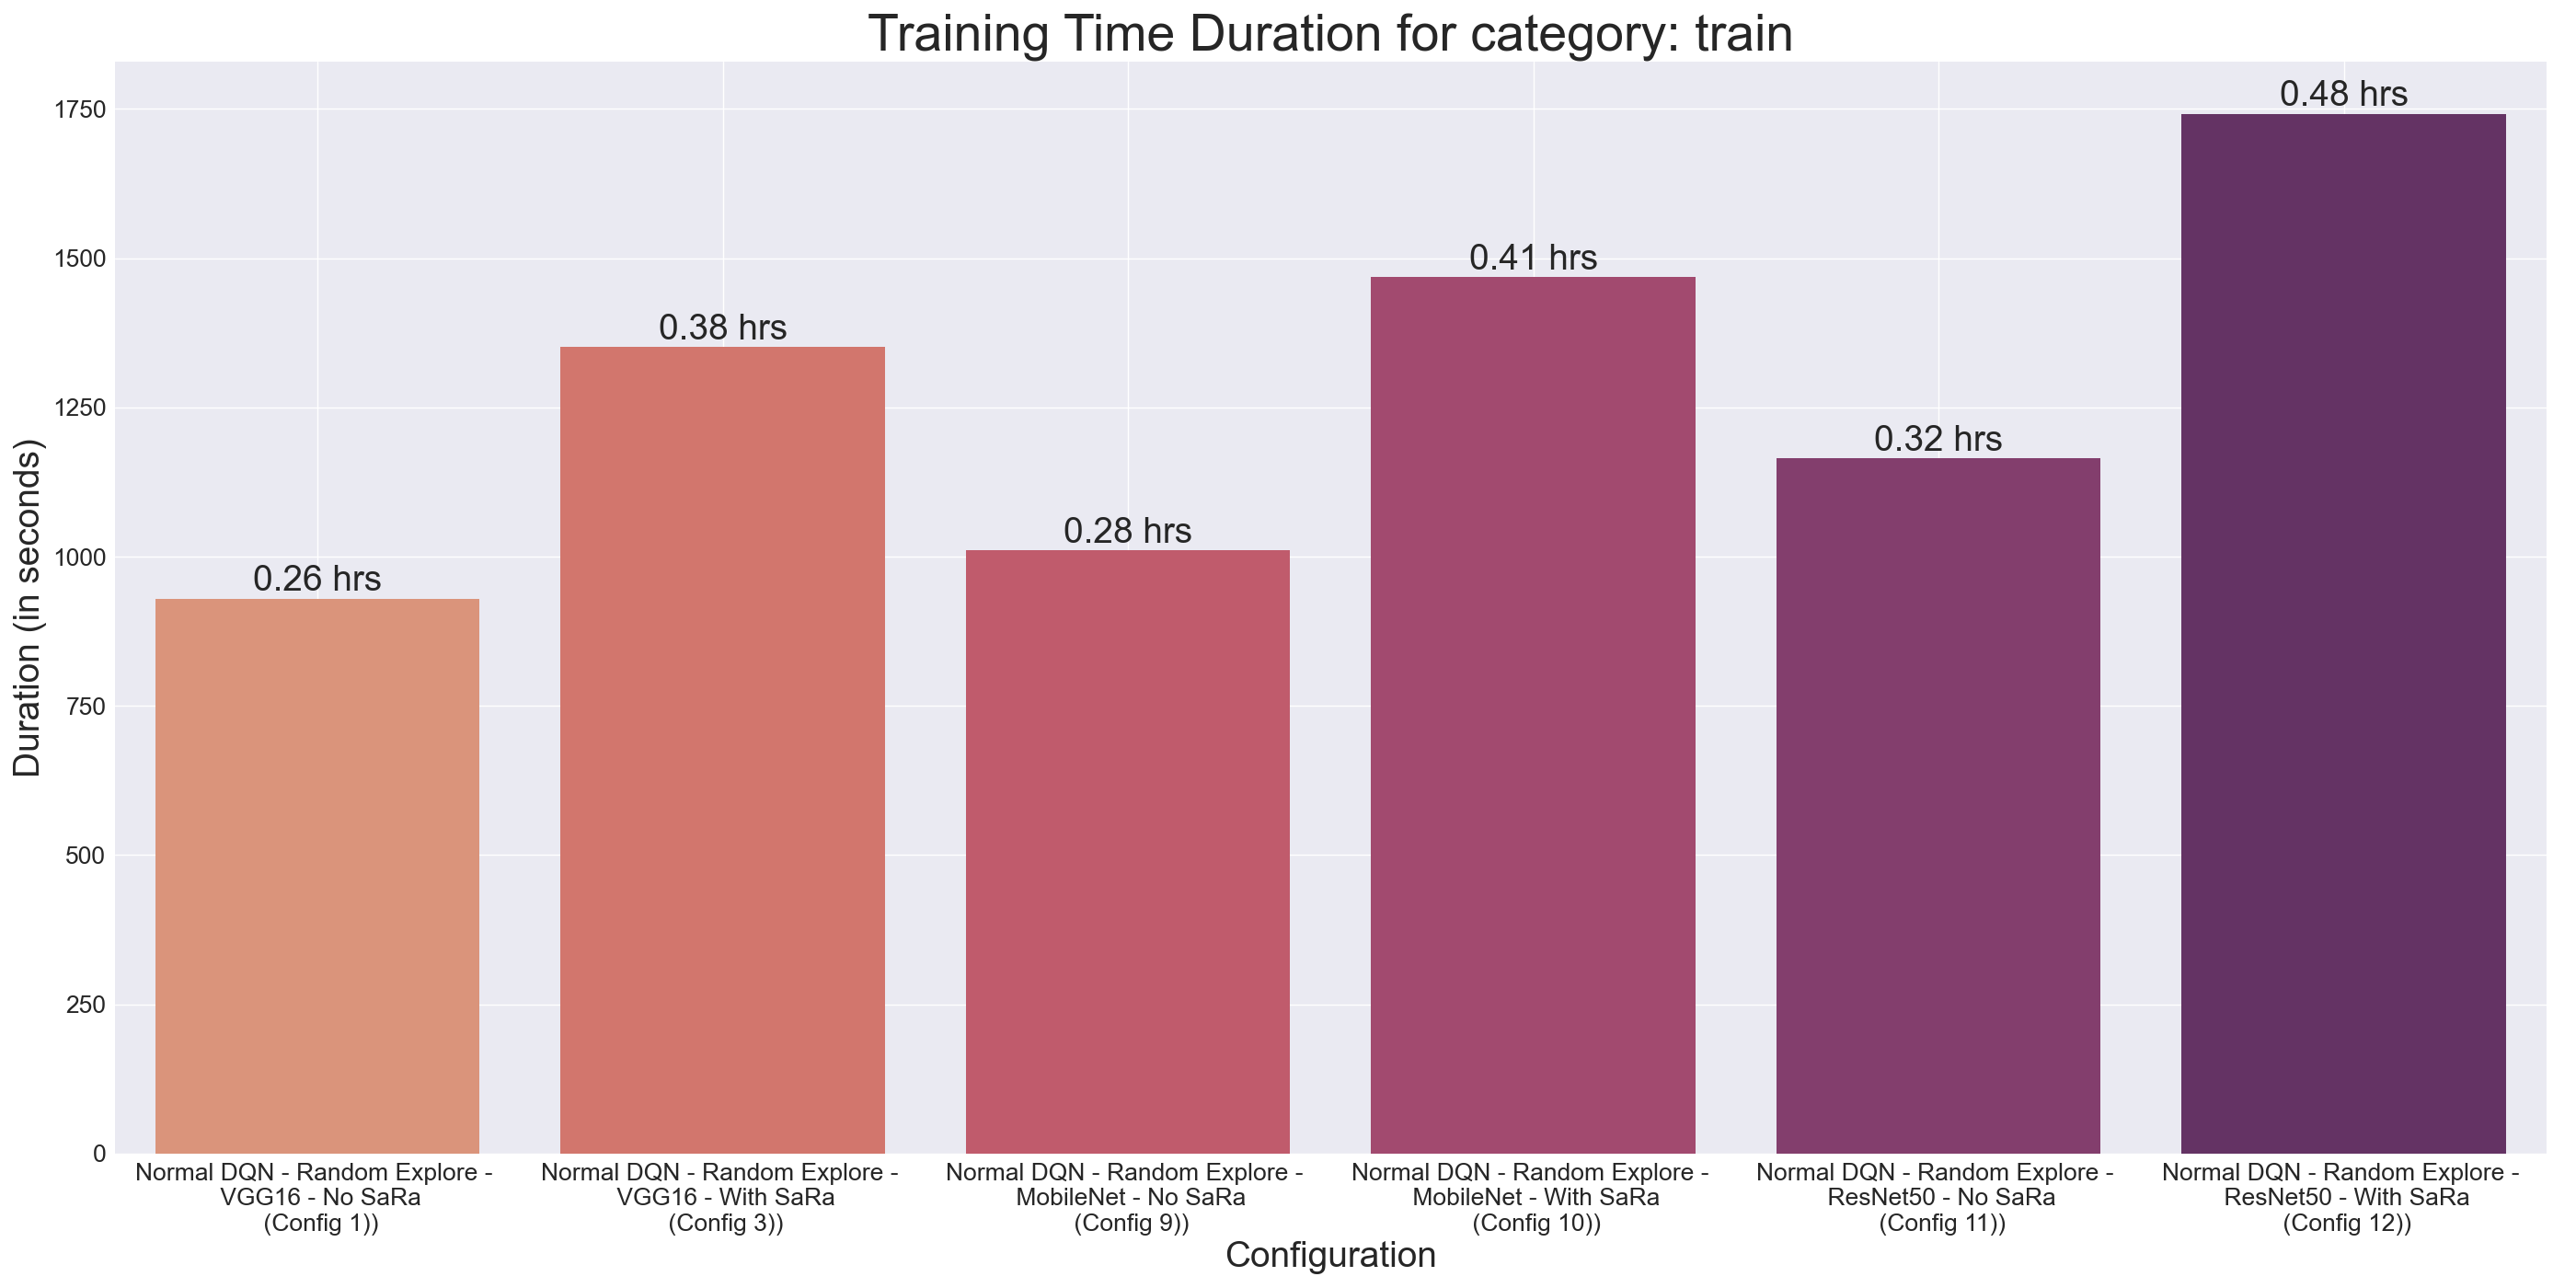 Training Time Duration for category: train
Duration (in seconds)
1750
1500
1250
1000
750
500
250
0
0.26 hrs
0.38 hrs
0.28 hrs
0.41 hrs
0.32 hrs
0.48 hrs
Normal DQN - Random Explore -
VGG16 - No SaRa
(Config 1))
Normal DQN - Random Explore -
VGG16 - With SaRa
(Config 3))
Normal DQN - Random Explore -
MobileNet - No SaRa
(Config 9))
Normal DQN - Random Explore -
MobileNet - With SaRa
(Config 10))
Normal DQN - Random Explore -
ResNet50 - No SaRa
(Config 11))
Normal DQN - Random Explore -
ResNet50 - With SaRa
(Config 12))
Configuration